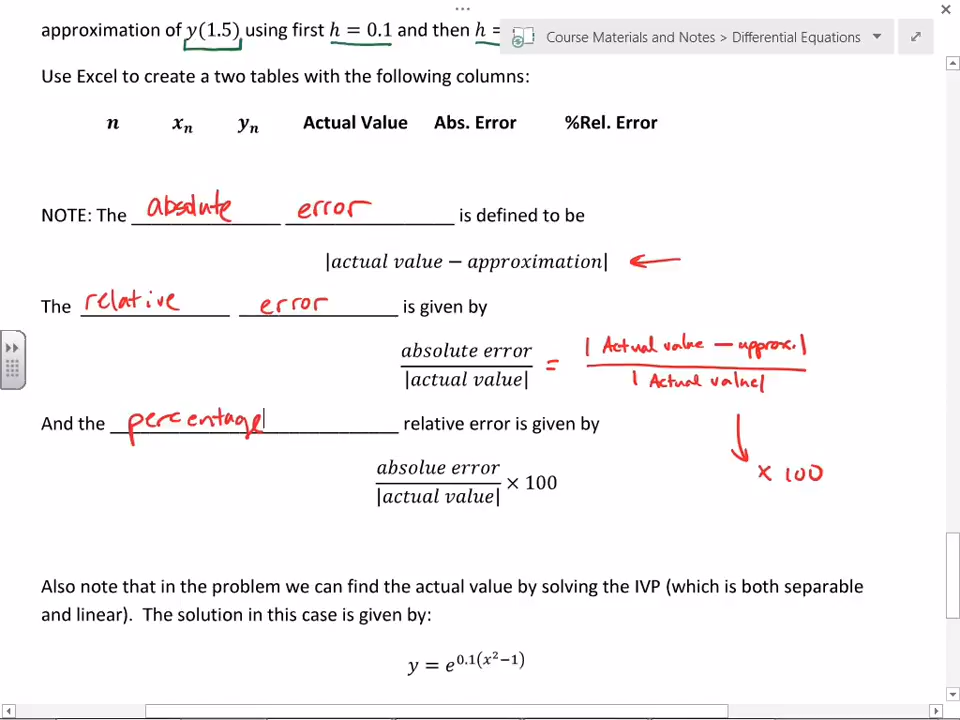 approximation of y(1.5) using first h = 0.1 and then h =
Course Materials and Notes > Differential Equations
Use Excel to create a two tables with the following columns:
n xₙ yₙ Actual Value Abs. Error %Rel. Error
NOTE: The absolute error is defined to be
|actual value − approximation| ←
The relative error is given by
absolute error / |actual value| = | Actual value − approx. | / | Actual value |
And the percentage relative error is given by
× 100
absolue error / |actual value| × 100
Also note that in the problem we can find the actual value by solving the IVP (which is both separable
and linear). The solution in this case is given by:
y = e^{0.1(x²−1)}